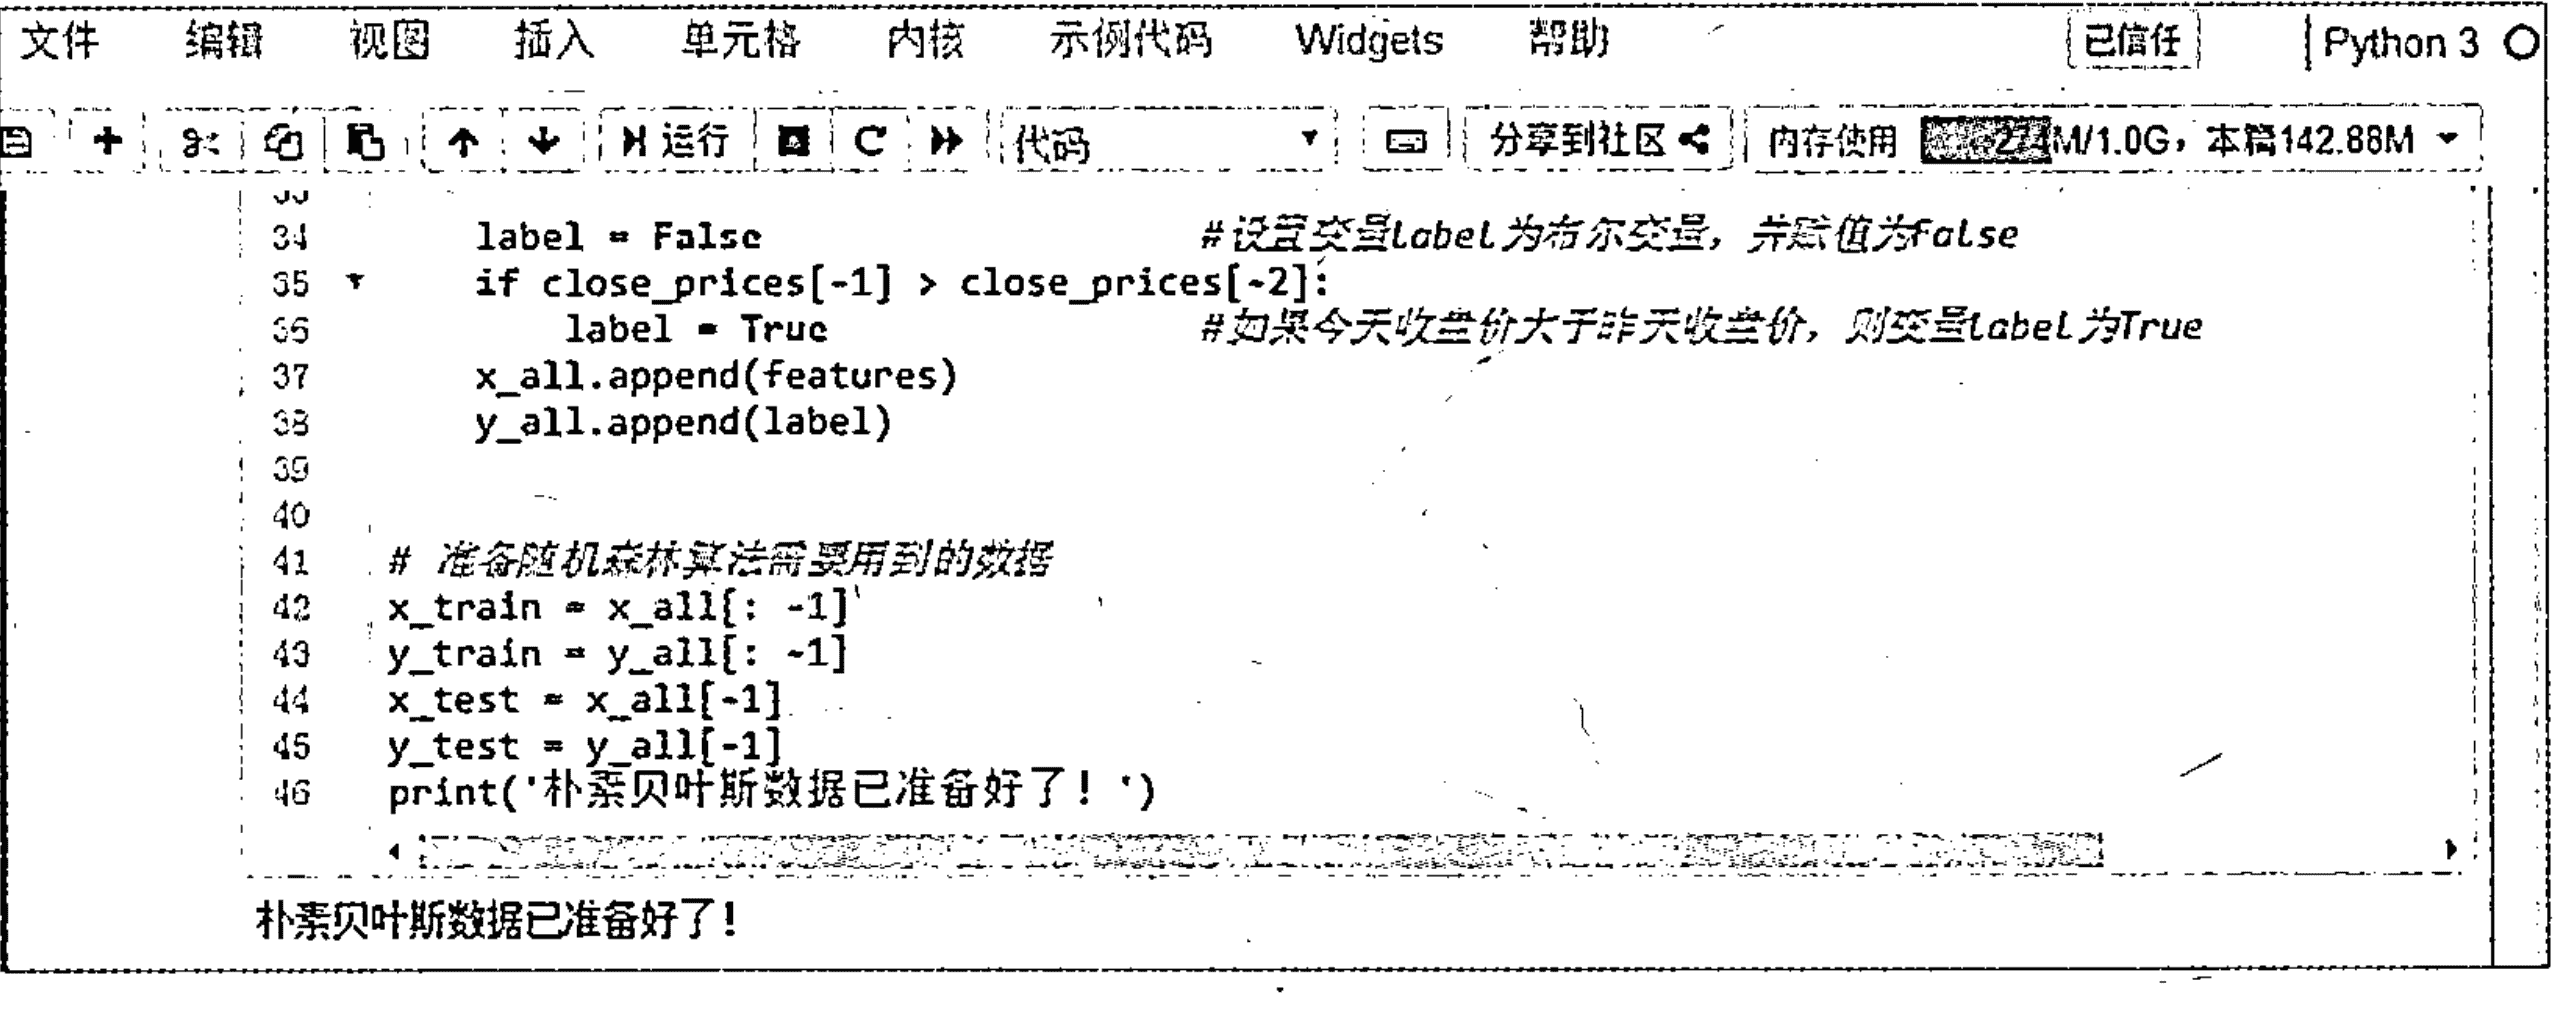 文件 编辑 视图 插入 单元格 内核 示例代码 Widgets 帮助 已信任 Python 3
运行 代码 分享到社区 内存使用 274M/1.0G，本篇142.88M
34 label = False #设置变量label为布尔变量，并赋值为False
35 if close_prices[-1] > close_prices[-2]:
36 label = True #如果今天收盘价大于昨天收盘价，则变量label为True
37 x_all.append(features)
38 y_all.append(label)
39
40
41 # 准备随机森林算法需要用到的数据
42 x_train = x_all[: -1]
43 y_train = y_all[: -1]
44 x_test = x_all[-1]
45 y_test = y_all[-1]
46 print('朴素贝叶斯数据已准备好了！')
朴素贝叶斯数据已准备好了！